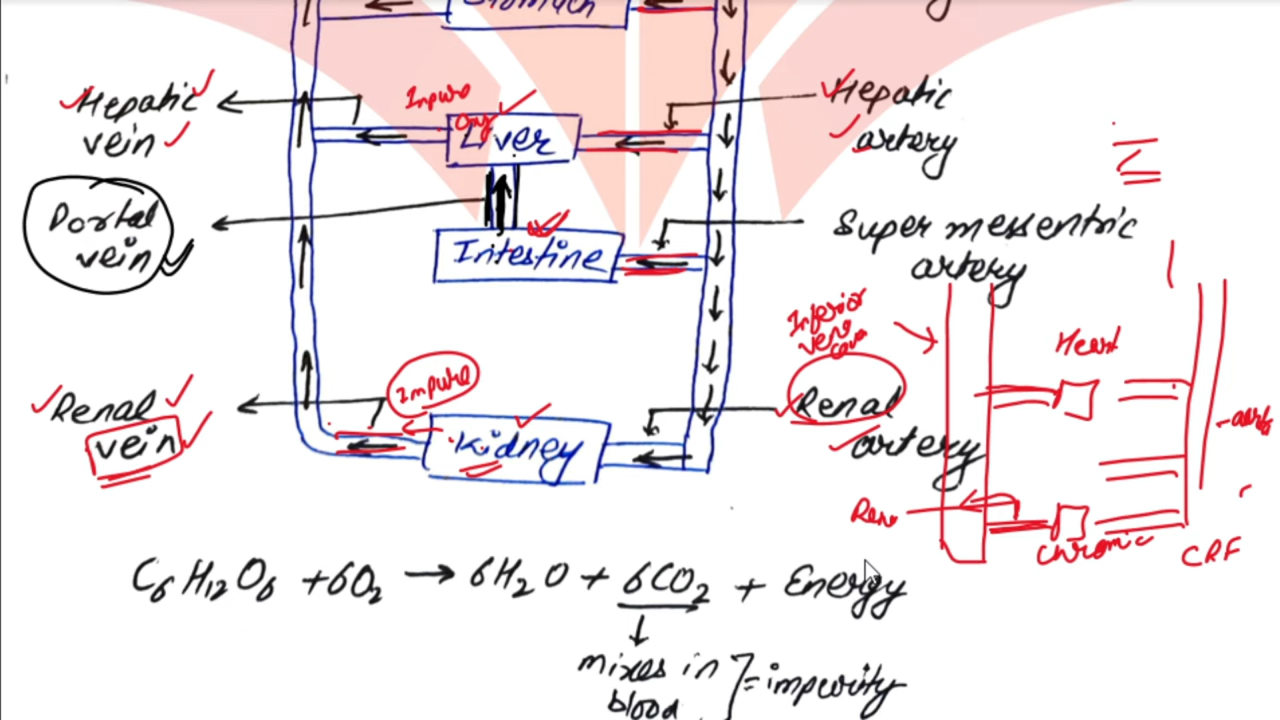 Stomach
Hepatic
vein
Impure
Liver
Hepatic
artery
Portal
vein
Intestine
Super messentric
artery
Inferior
vena
cava
Heart
Renal
vein
Impure
Kidney
Renal
artery
Chronic
CRF
C6H12O6 + 6O2 → 6H2O + 6CO2 + Energy
mixes in
blood
= impurity